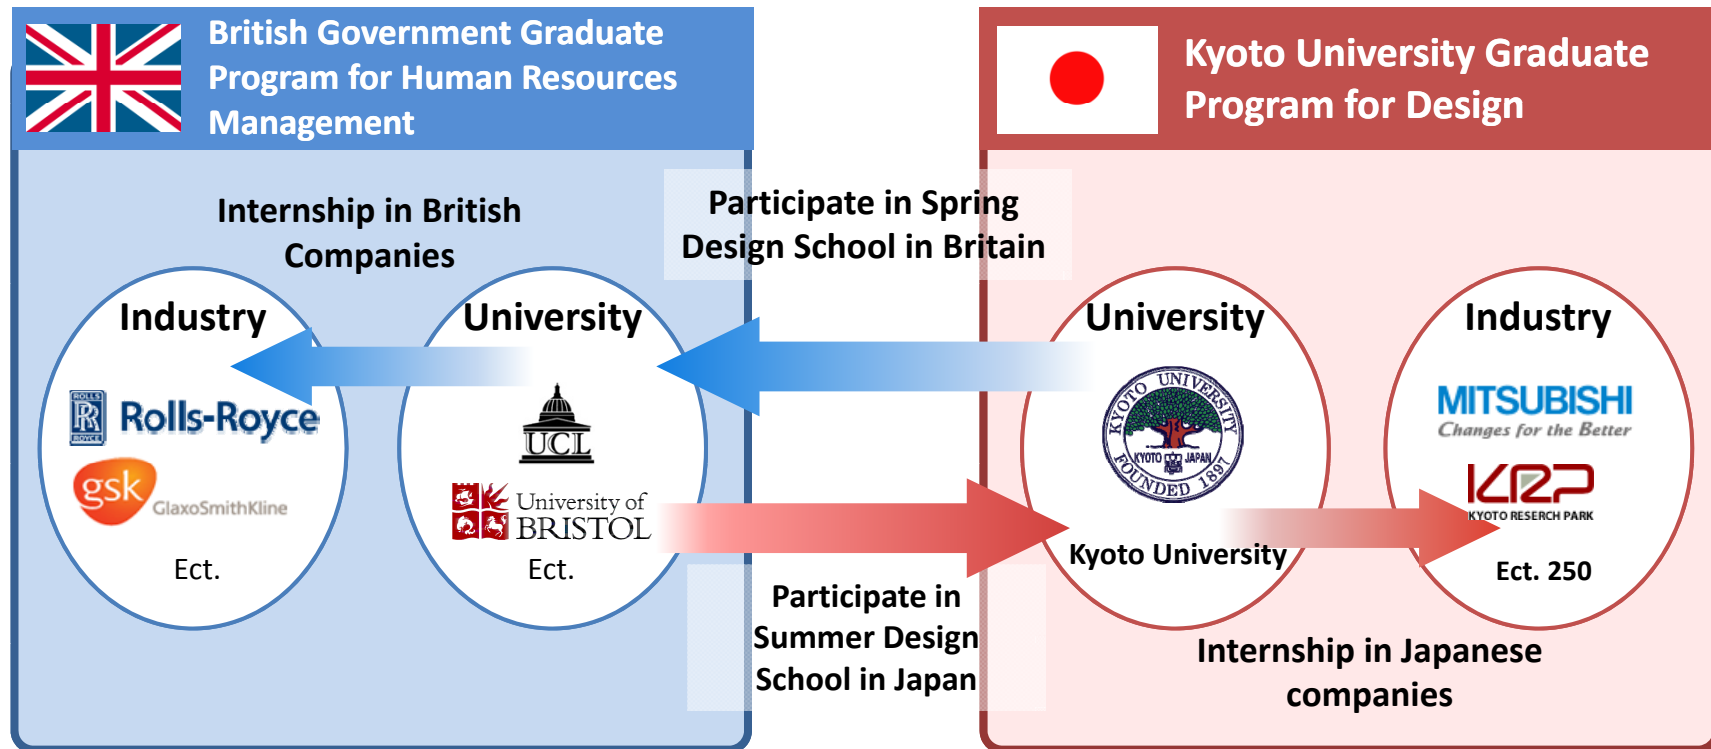 British Government Graduate
Program for Human Resources
Management
Kyoto University Graduate
Program for Design
Internship in British
Companies
Participate in Spring
Design School in Britain
Industry
University
University
Industry
ROLLS
RR
ROYCE
Rolls-Royce
gsk
GlaxoSmithKline
Ect.
UCL
University of
BRISTOL
Ect.
KYOTO UNIVERSITY
KYOTO JAPAN
FOUNDED 1897
Kyoto University
MITSUBISHI
Changes for the Better
KRP
KYOTO RESERCH PARK
Ect. 250
Participate in
Summer Design
School in Japan
Internship in Japanese
companies